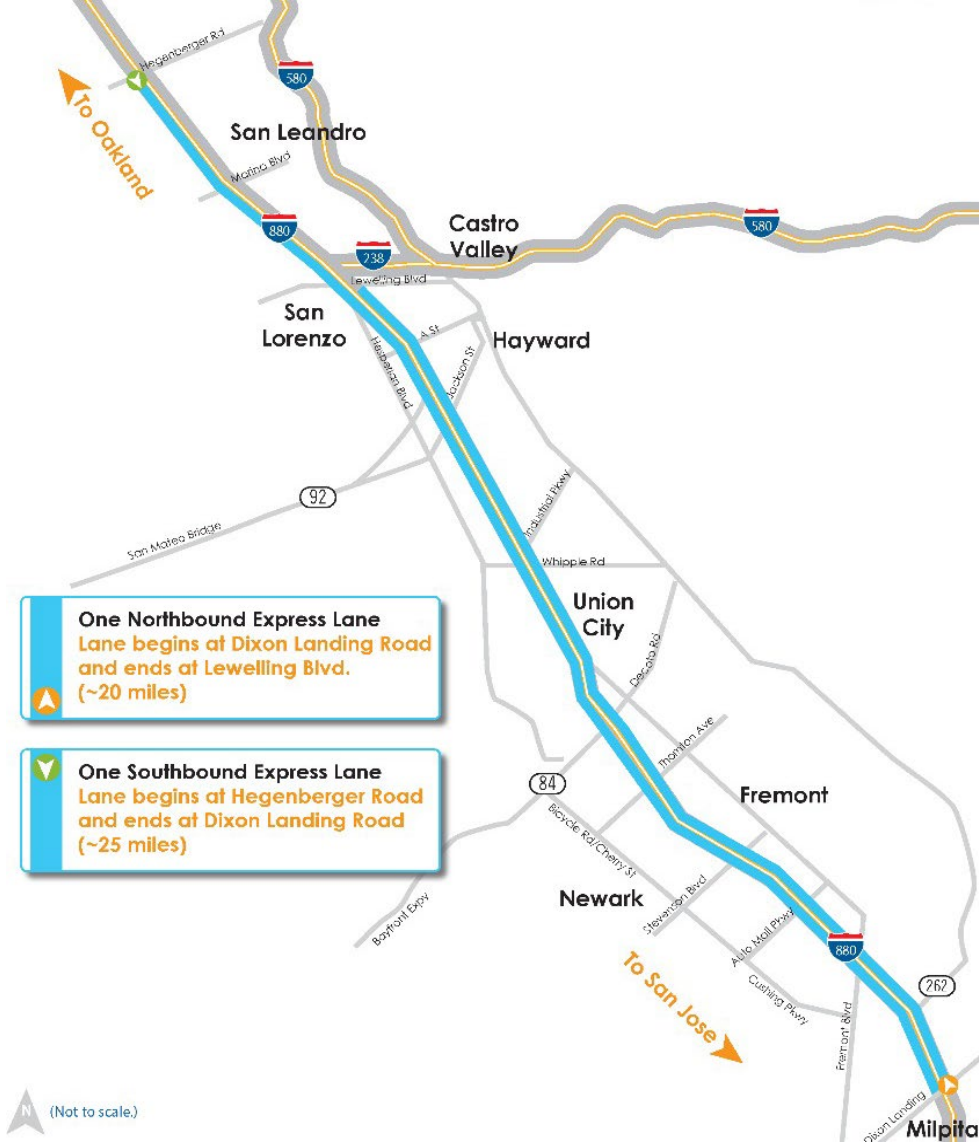 Hegenberger Rd
580
To Oakland
San Leandro
Marina Blvd
880
Castro
Valley
580
238
Lewelling Blvd
San
Lorenzo
A St
Hayward
Hesperian Blvd
Jackson St
92
San Mateo Bridge
Industrial Pkwy
Whipple Rd
Union
City
Decoto Rd
One Northbound Express Lane
Lane begins at Dixon Landing Road
and ends at Lewelling Blvd.
(~20 miles)
One Southbound Express Lane
Lane begins at Hegenberger Road
and ends at Dixon Landing Road
(~25 miles)
Thornton Ave
84
Fremont
Bicycle Rd/Cherry St
Newark
Stevenson Blvd
Bayfront Expy
Auto Mall Pkwy
880
To San Jose
Cushing Pkwy
262
Fremont Blvd
Dixon Landing
Milpita
N
(Not to scale.)